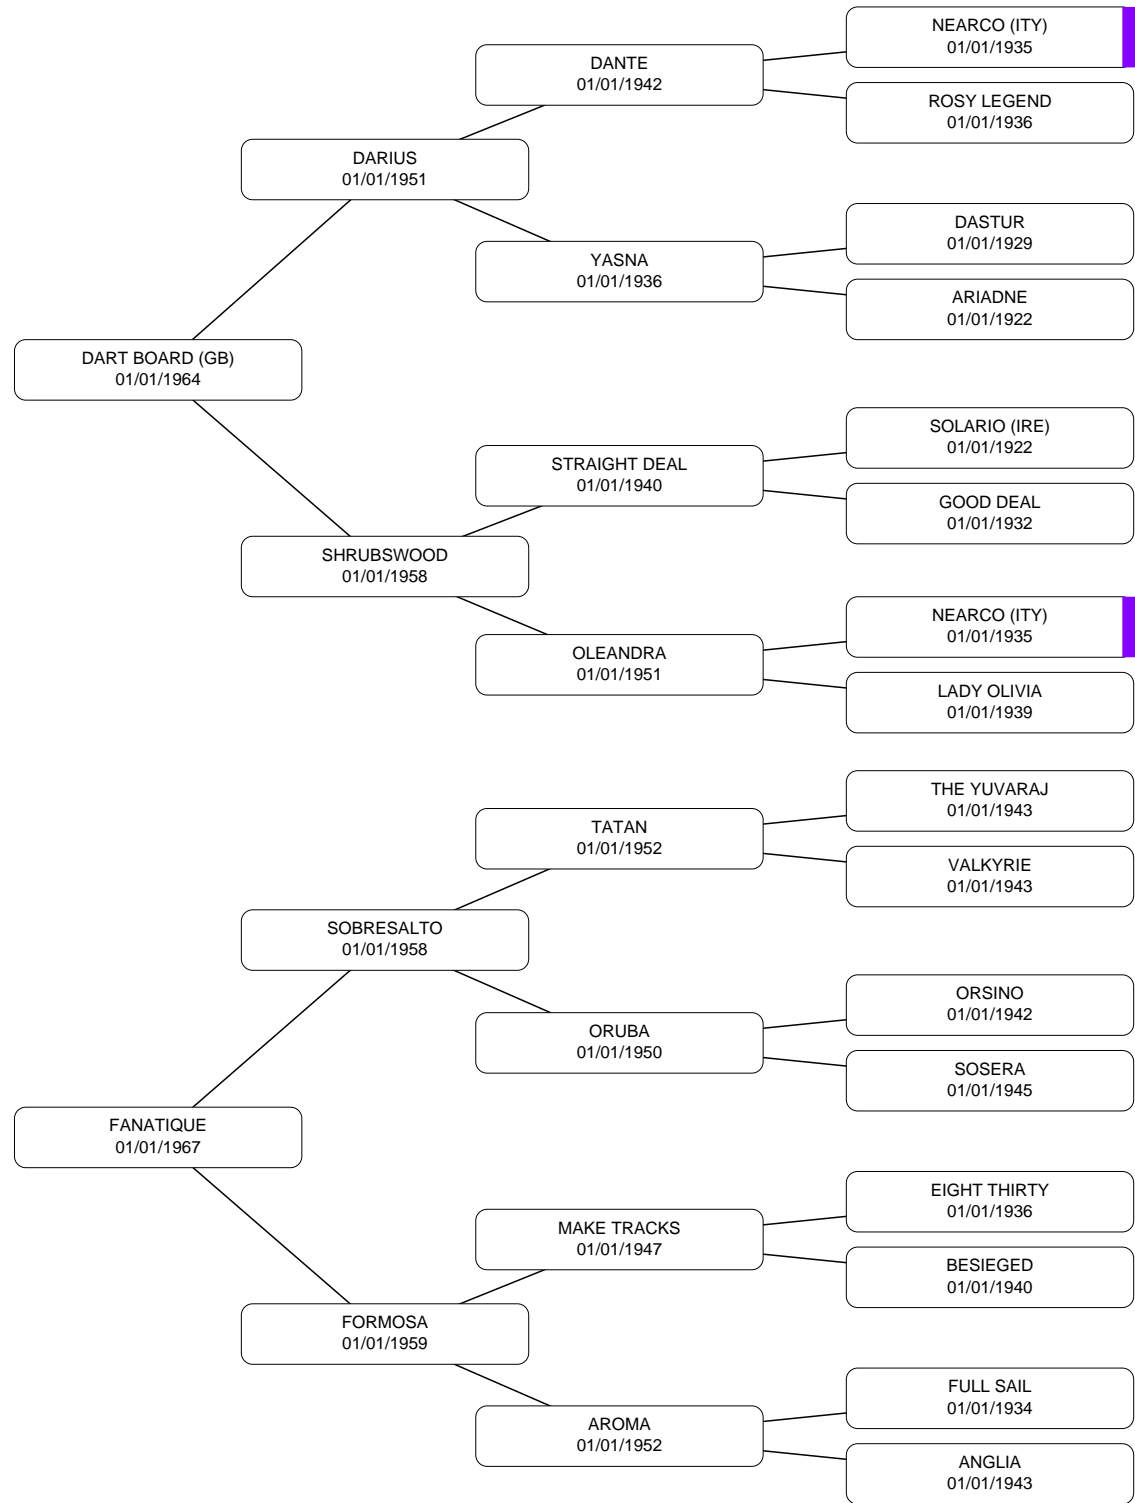 NEARCO (ITY)
01/01/1935
DANTE
01/01/1942
ROSY LEGEND
01/01/1936
DARIUS
01/01/1951
DASTUR
01/01/1929
YASNA
01/01/1936
ARIADNE
01/01/1922
DART BOARD (GB)
01/01/1964
SOLARIO (IRE)
01/01/1922
STRAIGHT DEAL
01/01/1940
GOOD DEAL
01/01/1932
SHRUBSWOOD
01/01/1958
NEARCO (ITY)
01/01/1935
OLEANDRA
01/01/1951
LADY OLIVIA
01/01/1939
THE YUVARAJ
01/01/1943
TATAN
01/01/1952
VALKYRIE
01/01/1943
SOBRESALTO
01/01/1958
ORSINO
01/01/1942
ORUBA
01/01/1950
SOSERA
01/01/1945
FANATIQUE
01/01/1967
EIGHT THIRTY
01/01/1936
MAKE TRACKS
01/01/1947
BESIEGED
01/01/1940
FORMOSA
01/01/1959
FULL SAIL
01/01/1934
AROMA
01/01/1952
ANGLIA
01/01/1943